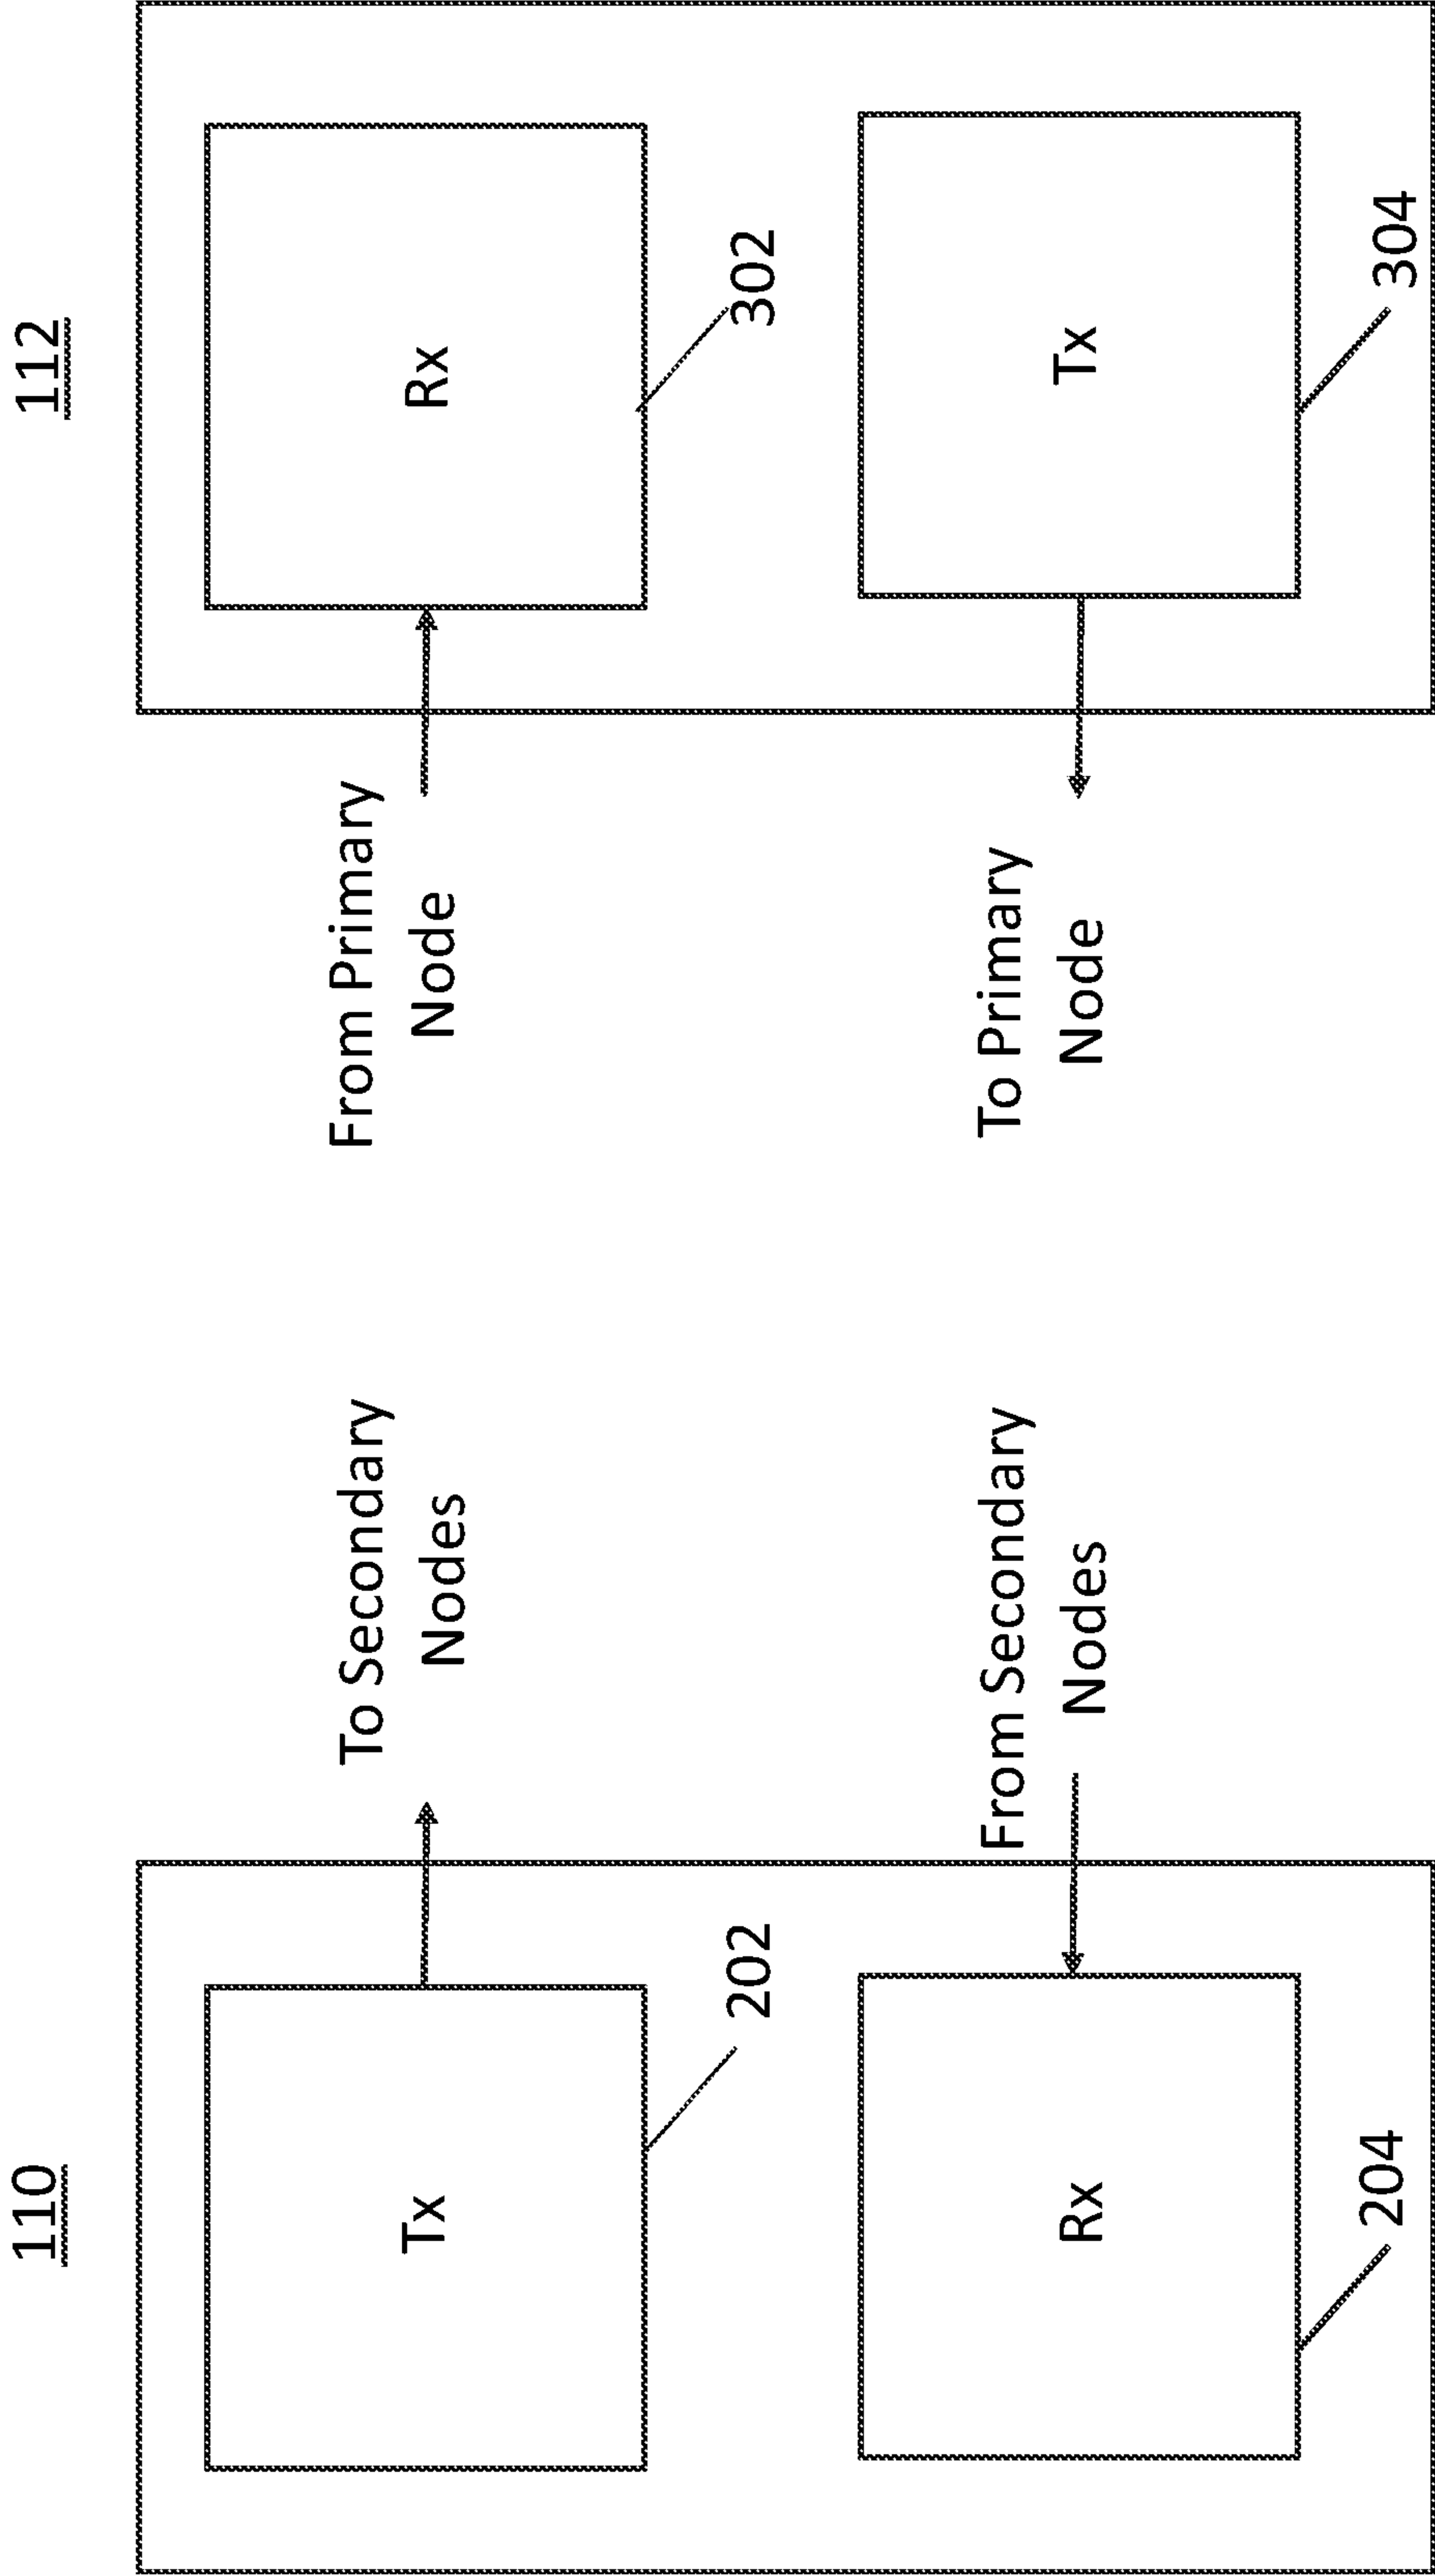 110
Tx
202
To Secondary
Nodes
Rx
204
From Secondary
Nodes
112
From Primary
Node
Rx
302
To Primary
Node
Tx
304